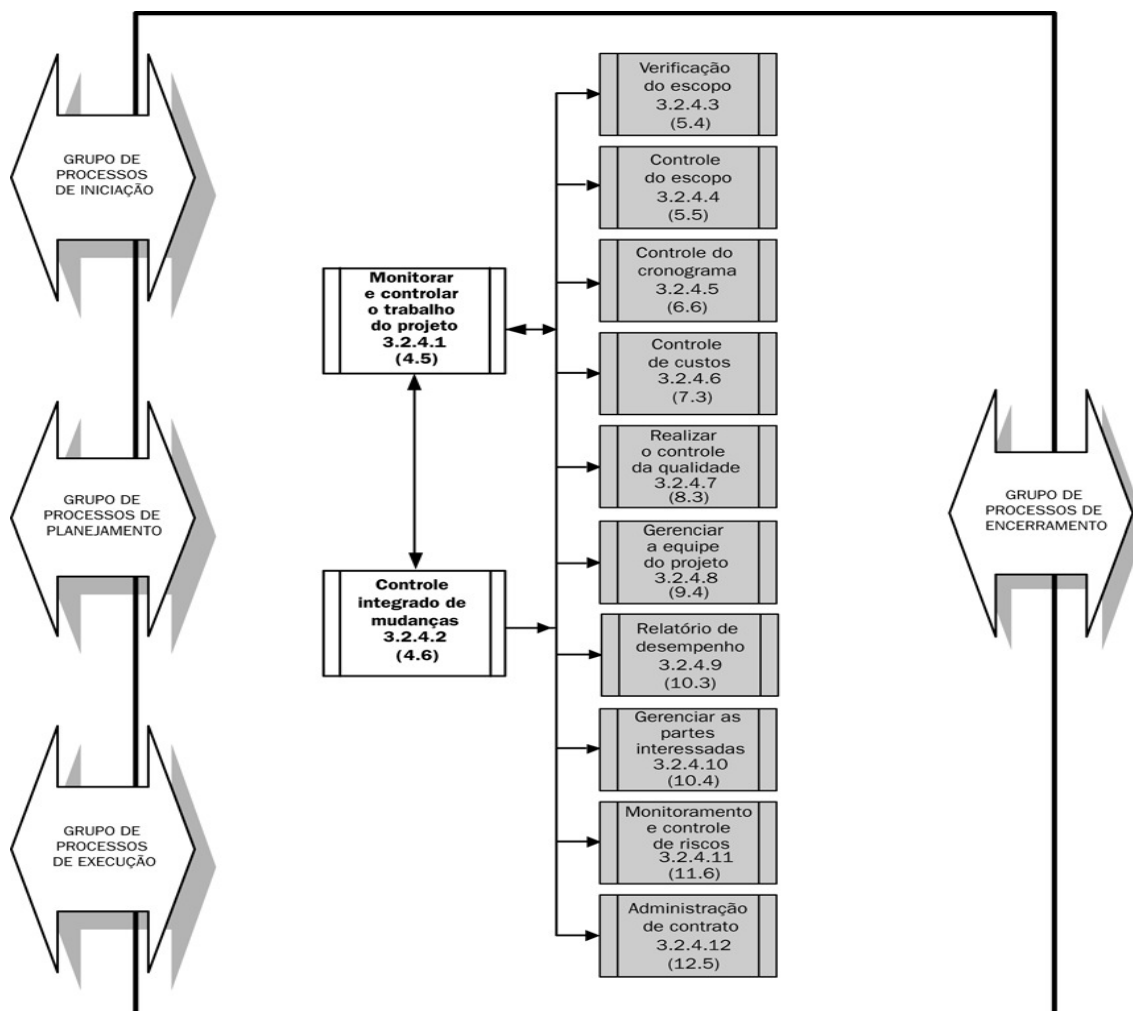 GRUPO DE
PROCESSOS
DE INICIAÇÃO
GRUPO DE
PROCESSOS DE
PLANEJAMENTO
GRUPO DE
PROCESSOS
DE EXECUÇÃO
Monitorar
e controlar
o trabalho
do projeto
3.2.4.1
(4.5)
Controle
integrado de
mudanças
3.2.4.2
(4.6)
Verificação
do escopo
3.2.4.3
(5.4)
Controle
do escopo
3.2.4.4
(5.5)
Controle do
cronograma
3.2.4.5
(6.6)
Controle
de custos
3.2.4.6
(7.3)
Realizar
o controle
da qualidade
3.2.4.7
(8.3)
Gerenciar
a equipe
do projeto
3.2.4.8
(9.4)
Relatório de
desempenho
3.2.4.9
(10.3)
Gerenciar as
partes
interessadas
3.2.4.10
(10.4)
Monitoramento
e controle
de riscos
3.2.4.11
(11.6)
Administração
de contrato
3.2.4.12
(12.5)
GRUPO DE
PROCESSOS DE
ENCERRAMENTO